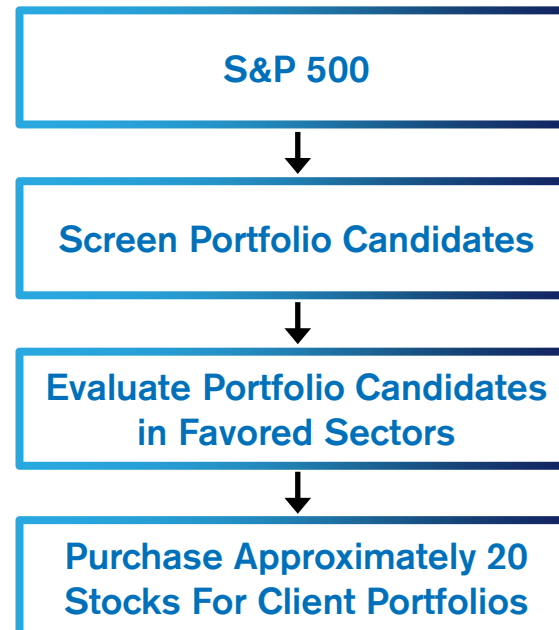 S&P 500
Screen Portfolio Candidates
Evaluate Portfolio Candidates
in Favored Sectors
Purchase Approximately 20
Stocks For Client Portfolios